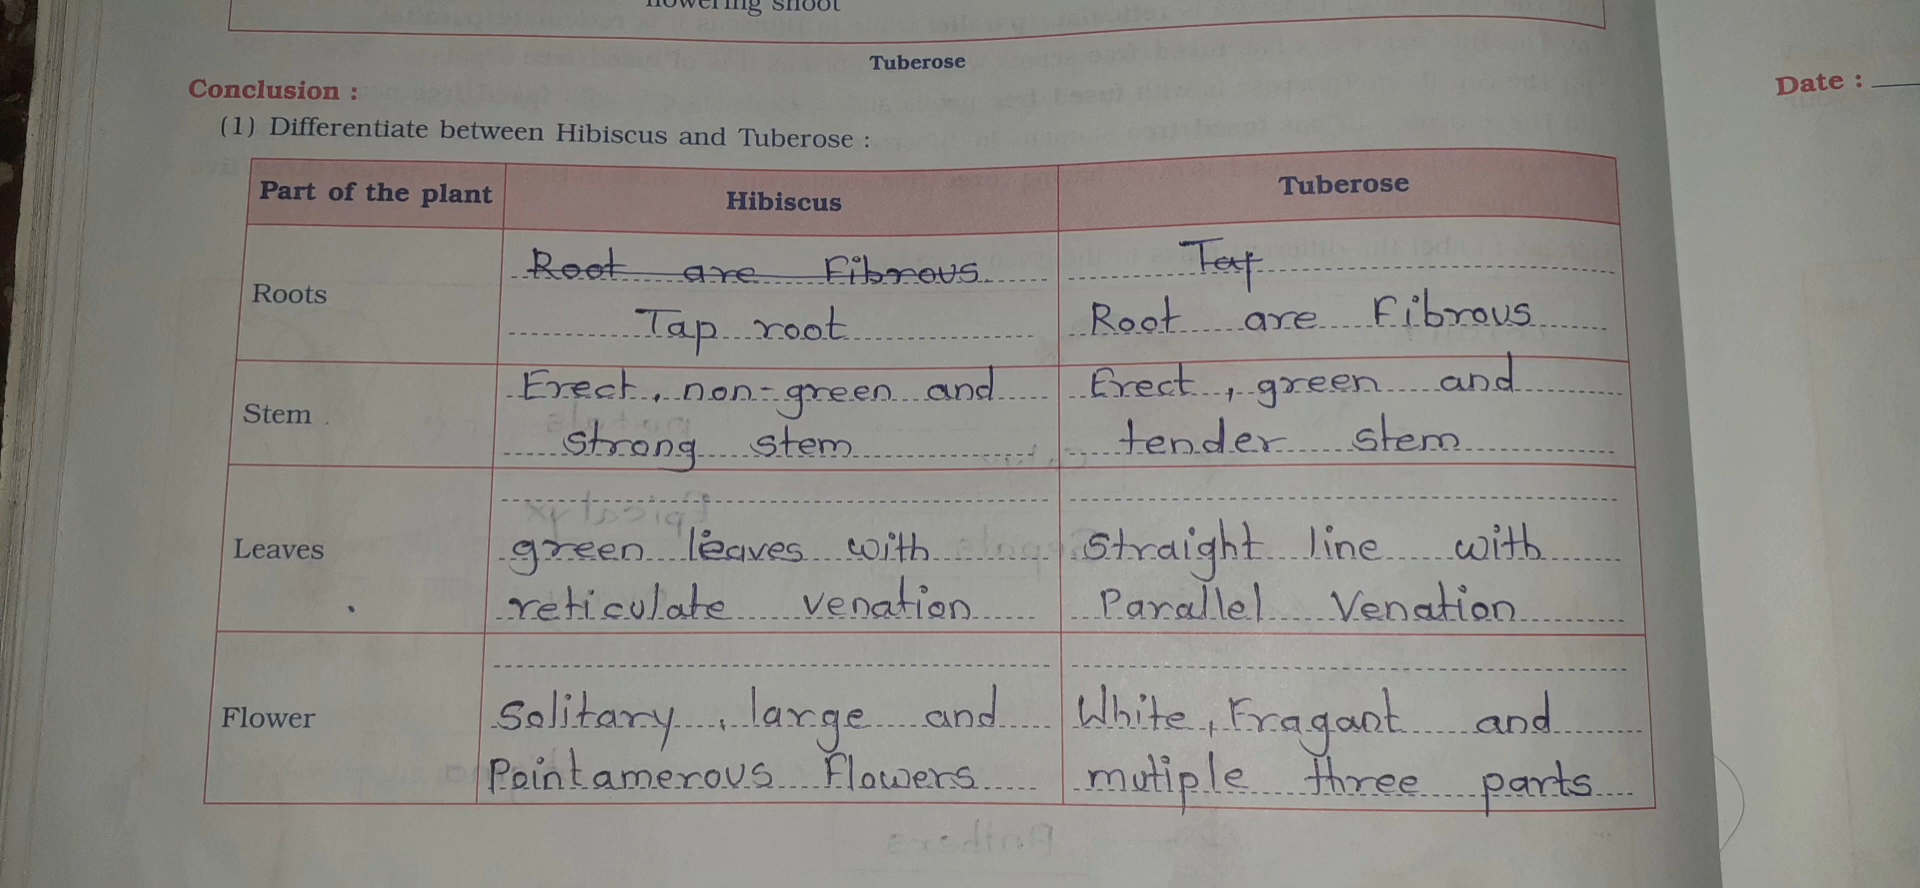 flowering shoot
Tuberose
Conclusion :
Date :
(1) Differentiate between Hibiscus and Tuberose :
Part of the plant Hibiscus Tuberose
Roots
Root are Fibrous
Tap root
Tap
Root are Fibrous
Stem
Erect, non-green and
strong stem
Erect, green and
tender stem
Leaves
green leaves with
reticulate venation
Straight line with
Parallel Venation
Flower
Solitary, large and
Pointamerous Flowers
White, Fragant and
mutiple three parts